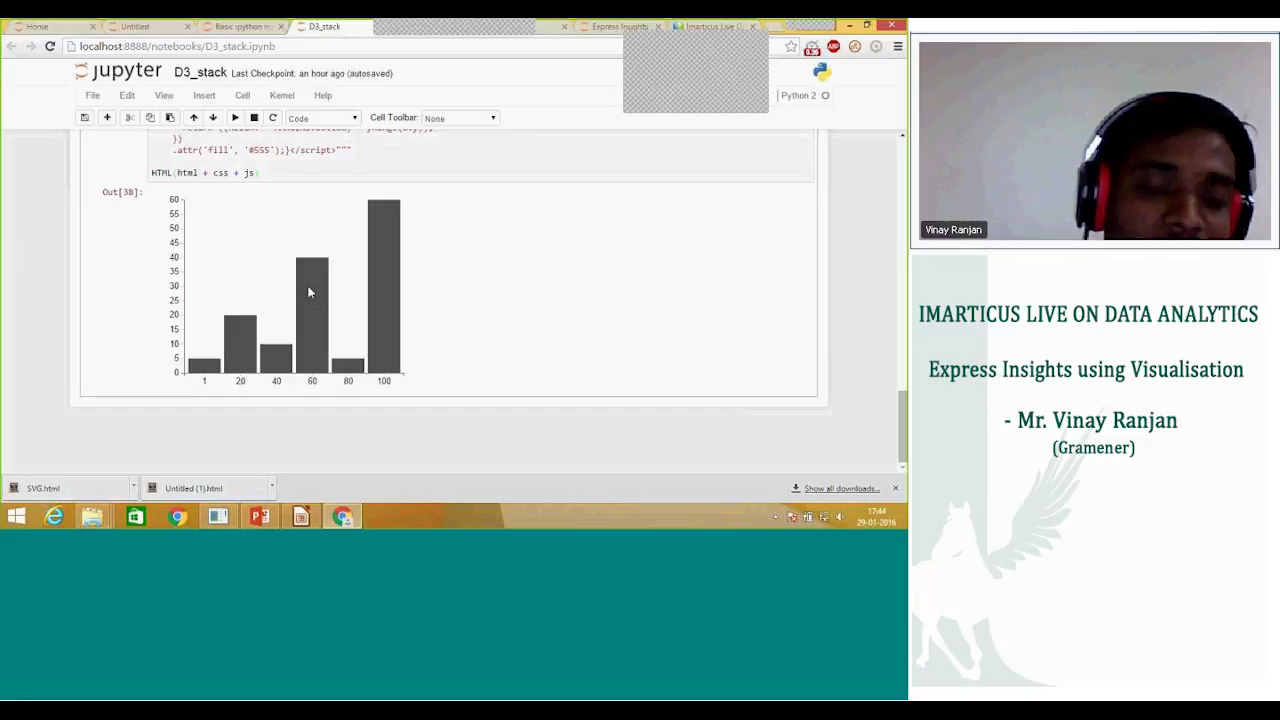 Home
Untitled
Basic ipython n
D3_stack
Express Insights
Imarticus Live O
localhost:8888/notebooks/D3_stack.ipynb
jupyter D3_stack Last Checkpoint: an hour ago (autosaved)
File Edit View Insert Cell Kernel Help
Python 2
Code
Cell Toolbar: None
}}
.attr('fill', '#555');}</script>"""
HTML(html + css + js)
Out[38]:
60
55
50
45
40
35
30
25
20
15
10
5
0
1 20 40 60 80 100
SVG.html
Untitled (1).html
Show all downloads...
17:44
29-01-2016
Vinay Ranjan
IMARTICUS LIVE ON DATA ANALYTICS
Express Insights using Visualisation
- Mr. Vinay Ranjan
(Gramener)